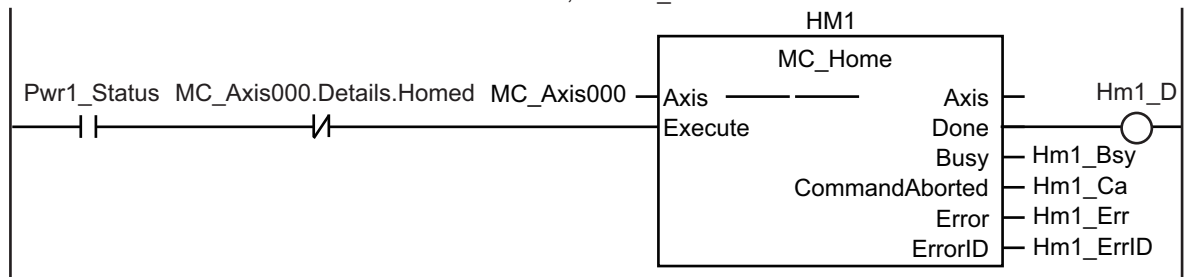 HM1
MC_Home
Pwr1_Status MC_Axis000.Details.Homed MC_Axis000 Axis Axis Hm1_D
Execute Done
Busy Hm1_Bsy
CommandAborted Hm1_Ca
Error Hm1_Err
ErrorID Hm1_ErrID